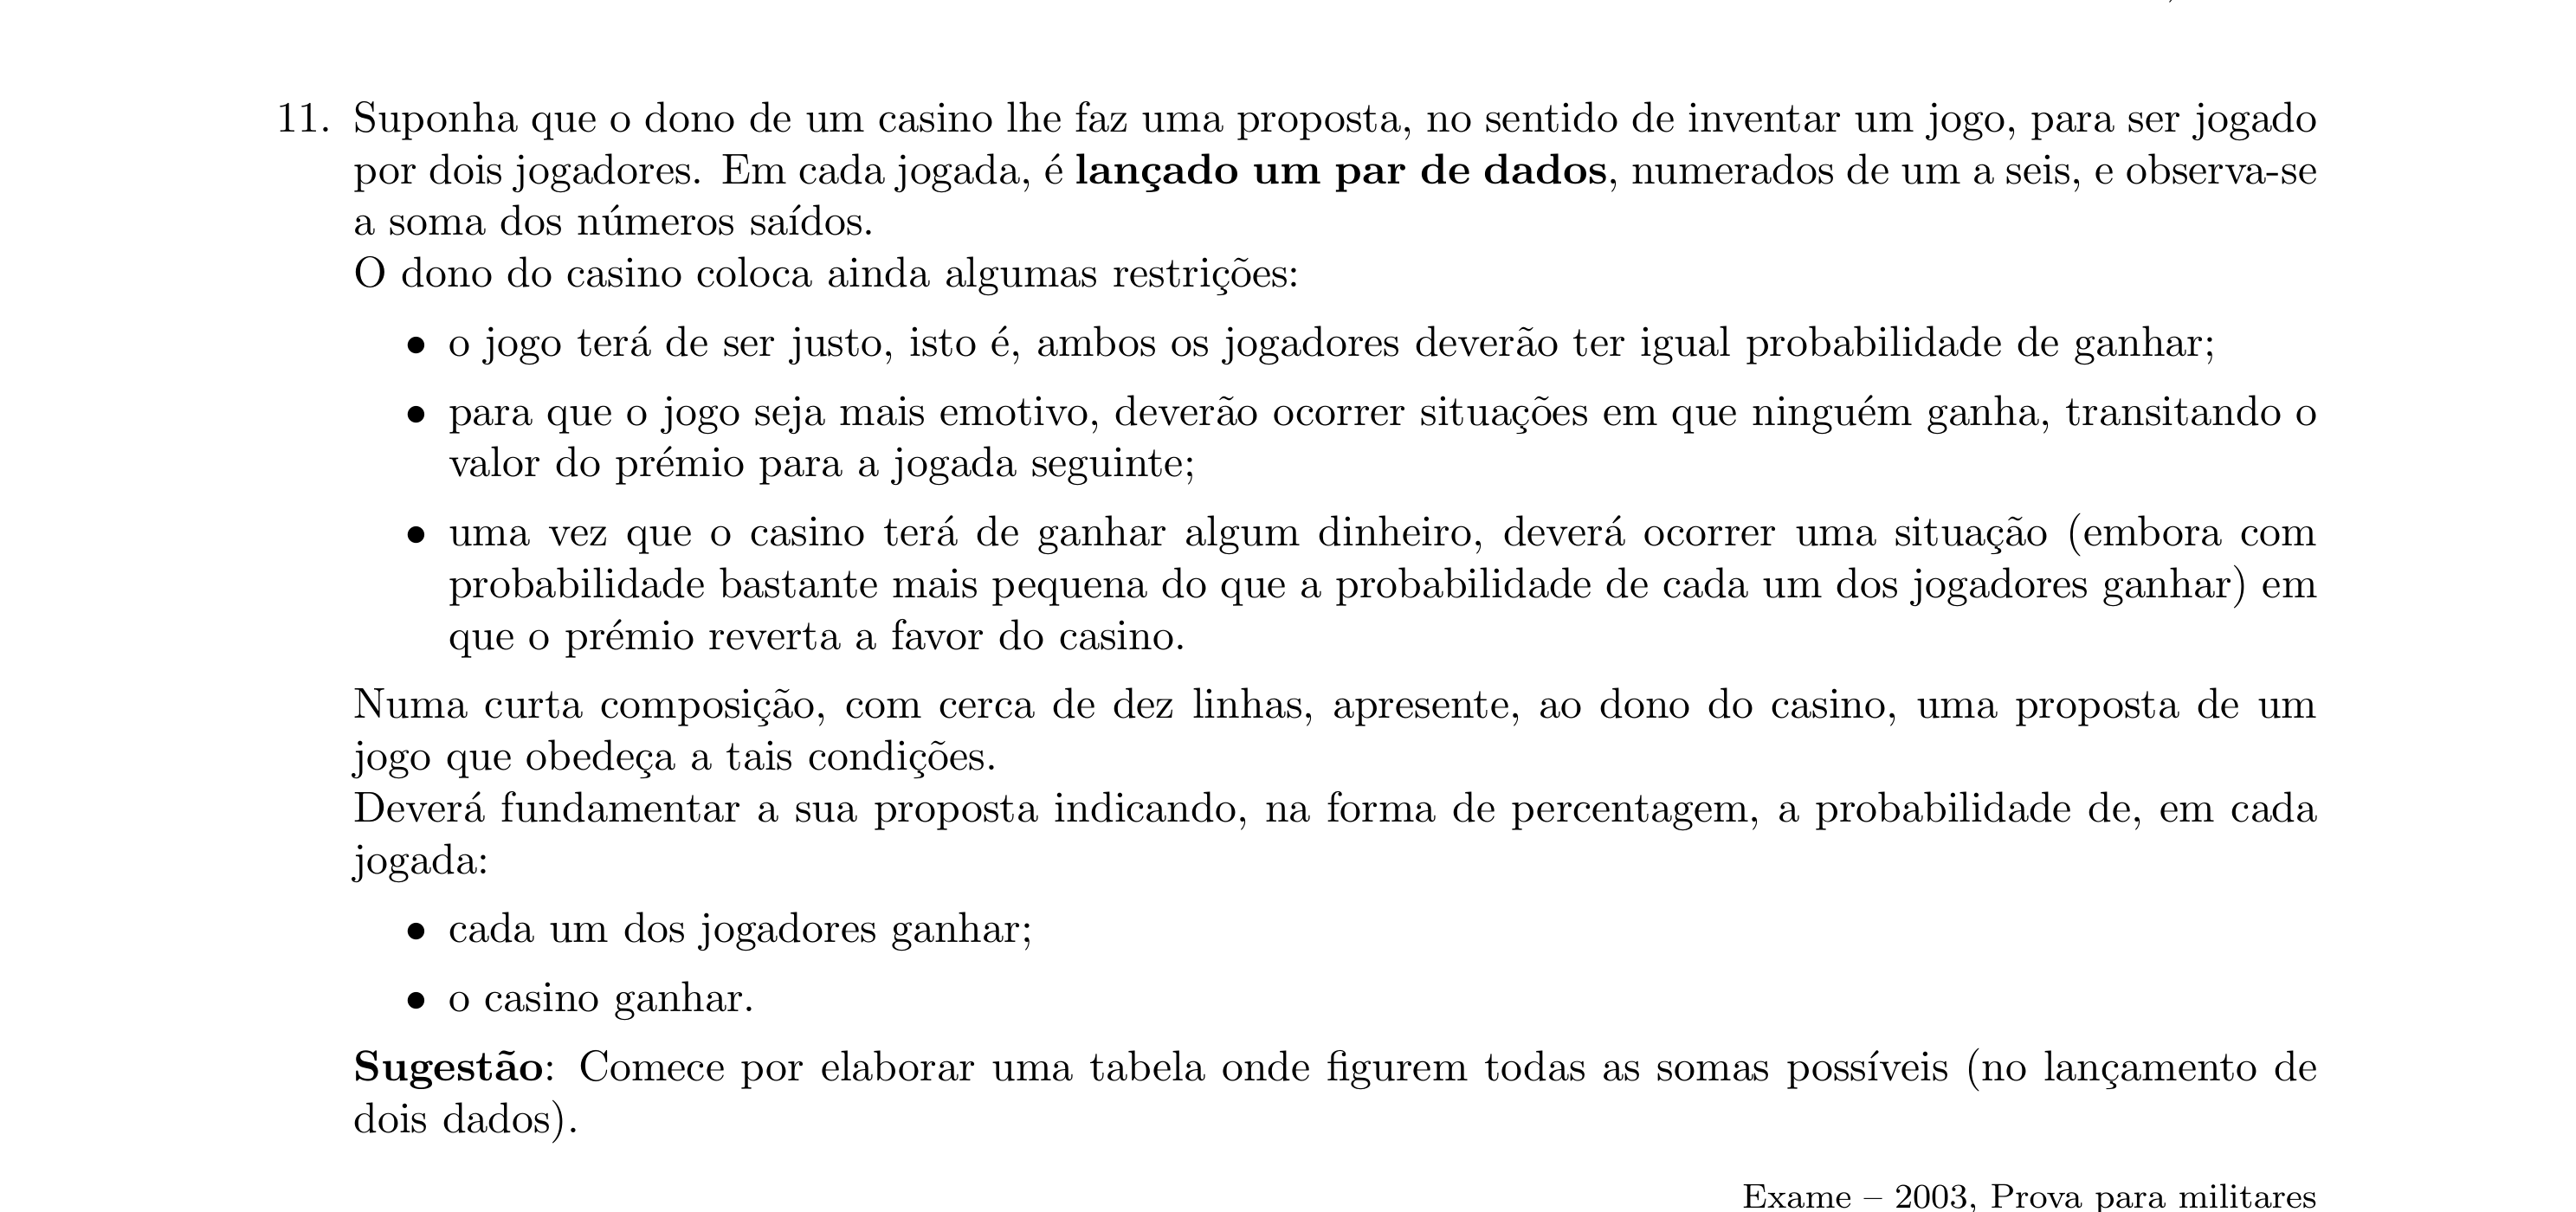 11. Suponha que o dono de um casino lhe faz uma proposta, no sentido de inventar um jogo, para ser jogado
por dois jogadores. Em cada jogada, é lançado um par de dados, numerados de um a seis, e observa-se
a soma dos números saídos.
O dono do casino coloca ainda algumas restrições:
• o jogo terá de ser justo, isto é, ambos os jogadores deverão ter igual probabilidade de ganhar;
• para que o jogo seja mais emotivo, deverão ocorrer situações em que ninguém ganha, transitando o
valor do prémio para a jogada seguinte;
• uma vez que o casino terá de ganhar algum dinheiro, deverá ocorrer uma situação (embora com
probabilidade bastante mais pequena do que a probabilidade de cada um dos jogadores ganhar) em
que o prémio reverta a favor do casino.
Numa curta composição, com cerca de dez linhas, apresente, ao dono do casino, uma proposta de um
jogo que obedeça a tais condições.
Deverá fundamentar a sua proposta indicando, na forma de percentagem, a probabilidade de, em cada
jogada:
• cada um dos jogadores ganhar;
• o casino ganhar.
Sugestão: Comece por elaborar uma tabela onde figurem todas as somas possíveis (no lançamento de
dois dados).
Exame – 2003, Prova para militares